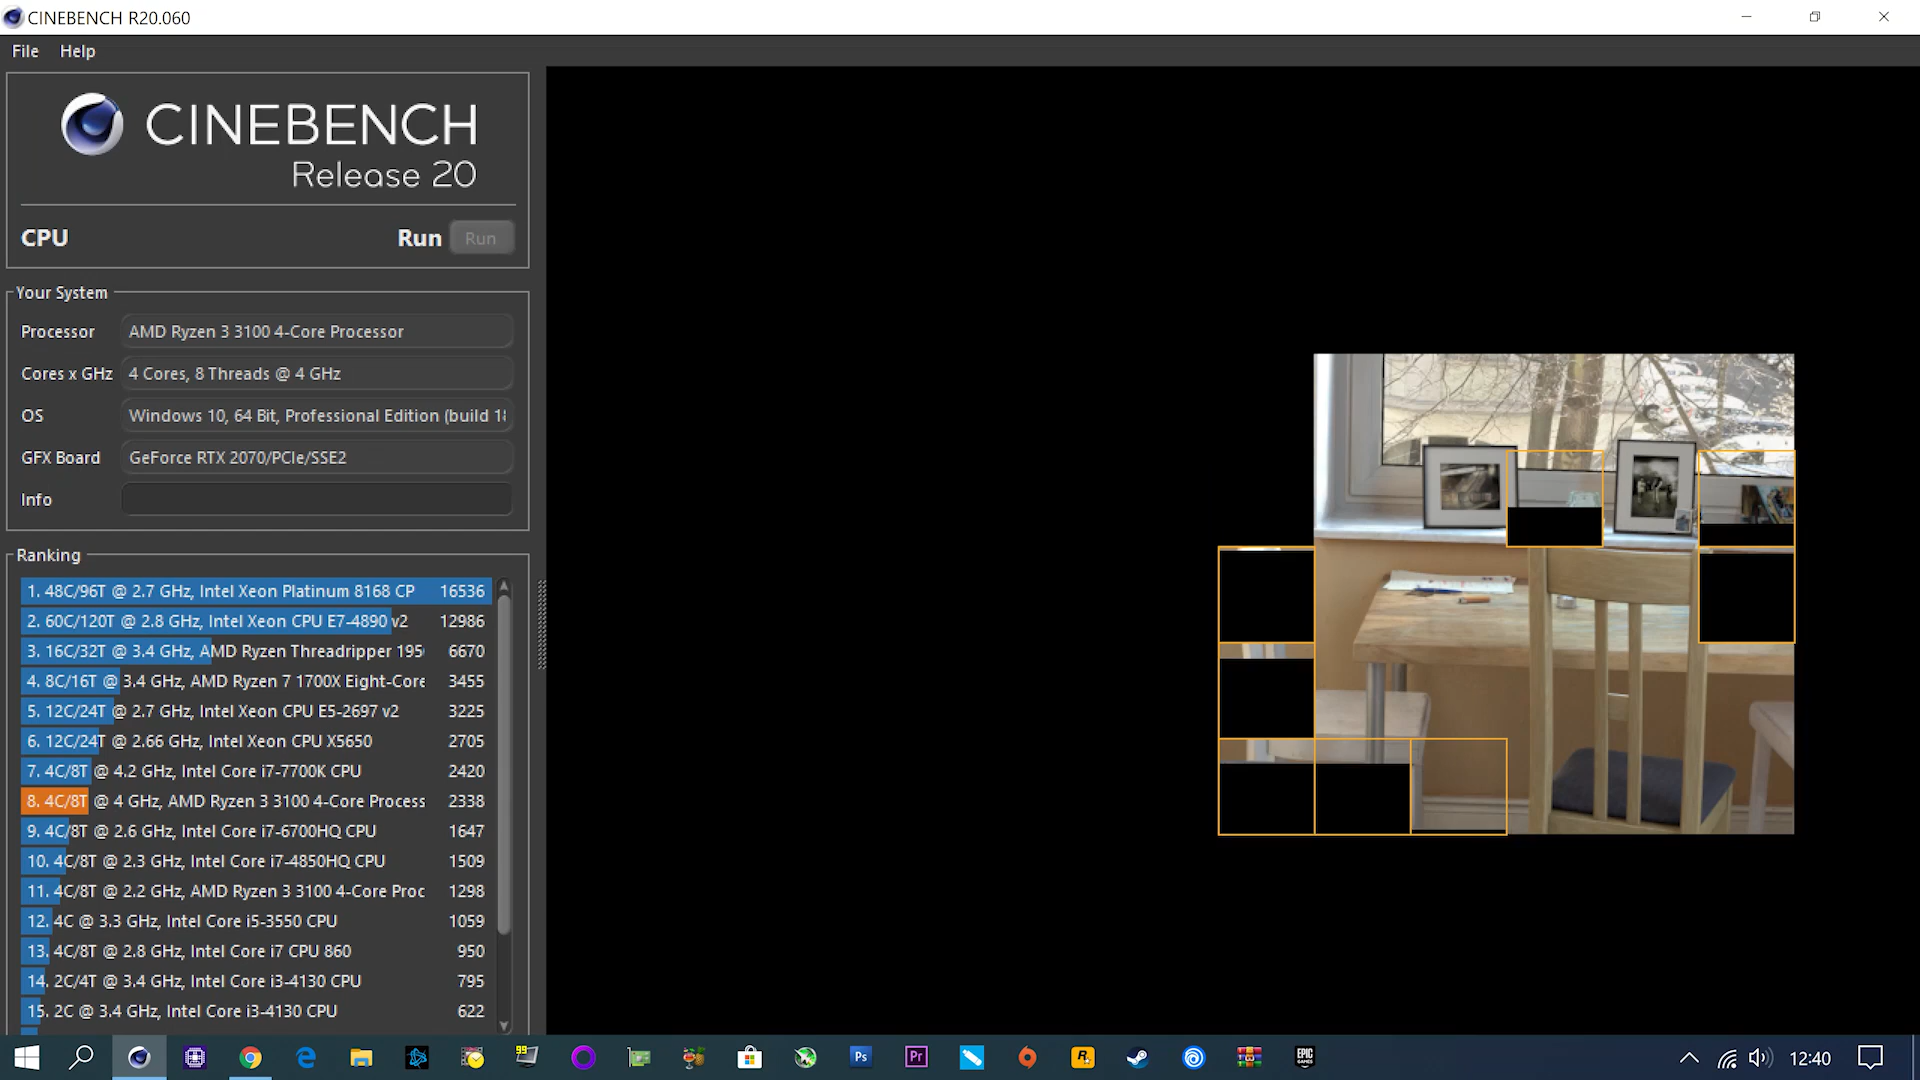 CINEBENCH R20.060
File Help
CINEBENCH
Release 20
CPU Run Run
Your System
Processor AMD Ryzen 3 3100 4-Core Processor
Cores x GHz 4 Cores, 8 Threads @ 4 GHz
OS Windows 10, 64 Bit, Professional Edition (build 18
GFX Board GeForce RTX 2070/PCIe/SSE2
Info
Ranking
1. 48C/96T @ 2.7 GHz, Intel Xeon Platinum 8168 CP 16536
2. 60C/120T @ 2.8 GHz, Intel Xeon CPU E7-4890 v2 12986
3. 16C/32T @ 3.4 GHz, AMD Ryzen Threadripper 195 6670
4. 8C/16T @ 3.4 GHz, AMD Ryzen 7 1700X Eight-Core 3455
5. 12C/24T @ 2.7 GHz, Intel Xeon CPU E5-2697 v2 3225
6. 12C/24T @ 2.66 GHz, Intel Xeon CPU X5650 2705
7. 4C/8T @ 4.2 GHz, Intel Core i7-7700K CPU 2420
8. 4C/8T @ 4 GHz, AMD Ryzen 3 3100 4-Core Process 2338
9. 4C/8T @ 2.6 GHz, Intel Core i7-6700HQ CPU 1647
10. 4C/8T @ 2.3 GHz, Intel Core i7-4850HQ CPU 1509
11. 4C/8T @ 2.2 GHz, AMD Ryzen 3 3100 4-Core Proc 1298
12. 4C @ 3.3 GHz, Intel Core i5-3550 CPU 1059
13. 4C/8T @ 2.8 GHz, Intel Core i7 CPU 860 950
14. 2C/4T @ 3.4 GHz, Intel Core i3-4130 CPU 795
15. 2C @ 3.4 GHz, Intel Core i3-4130 CPU 622
99 Ps Pr R EPIC GAMES 12:40